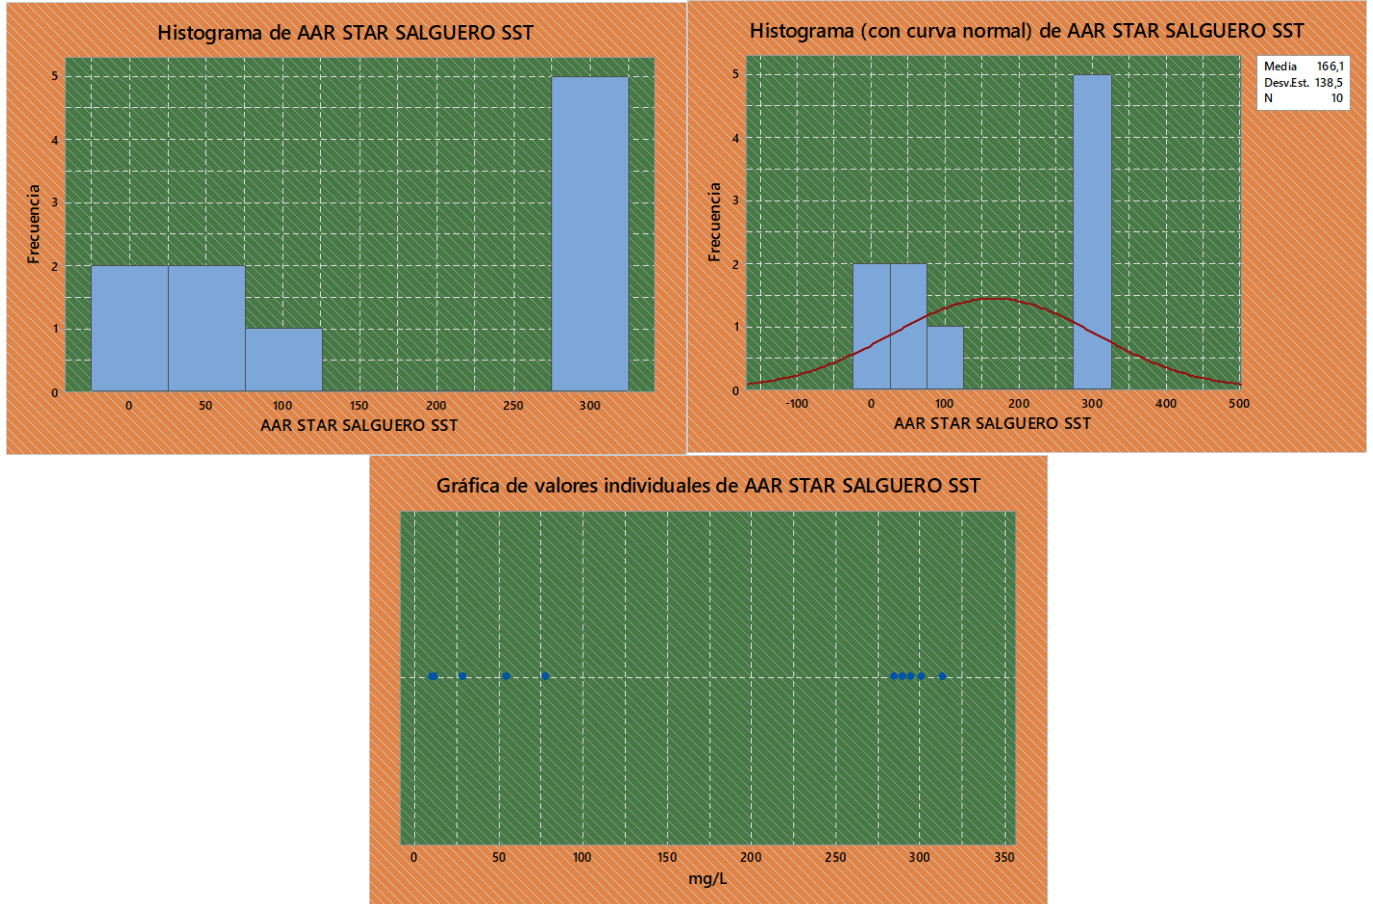 Histograma de AAR STAR SALGUERO SST
5
4
3
2
1
0
Frecuencia
0 50 100 150 200 250 300
AAR STAR SALGUERO SST
Histograma (con curva normal) de AAR STAR SALGUERO SST
Media 166,1
Desv.Est. 138,5
N 10
5
4
3
2
1
0
Frecuencia
-100 0 100 200 300 400 500
AAR STAR SALGUERO SST
Gráfica de valores individuales de AAR STAR SALGUERO SST
0 50 100 150 200 250 300 350
mg/L